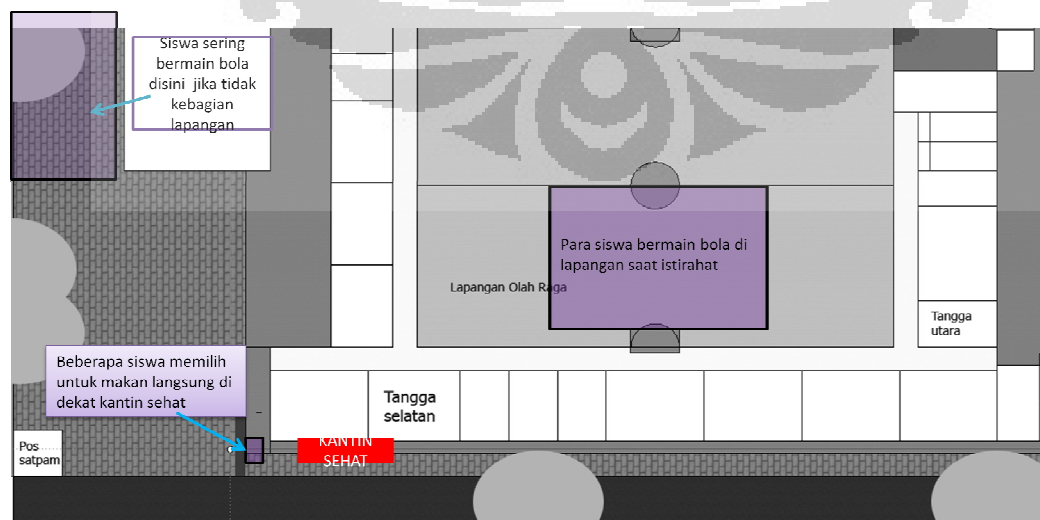 Siswa sering
bermain bola
disini  jika tidak
kebagian
lapangan
Para siswa bermain bola di
lapangan saat istirahat
Lapangan Olah Raga
Tangga
utara
Beberapa siswa memilih
untuk makan langsung di
dekat kantin sehat
Tangga
selatan
Pos
satpam
KANTIN
SEHAT